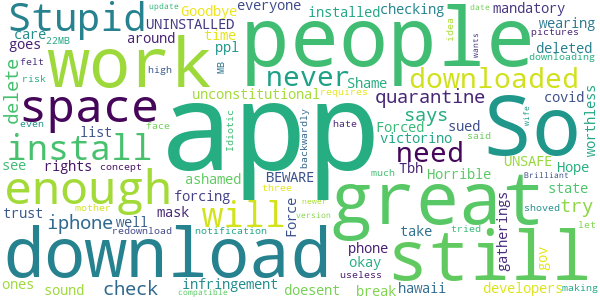 Stupid
update date
Goodbye everyone
installed checking mandatory
UNINSTALLED
wants idea pictures
care 22MB goes
around time
wearing
deleted downloading
work people
felt MB ppl
never downloaded
risk high
Shame
delete
unconstitutional requires
quarantine covid
space app So
even face
Idiotic backwardly hate
says sued worthless
list
Forced victorino
install need
UNSAFE wife
see rights concept
Tbh said Brilliant
ashamed BEWARE much Horrible
Hope
enough great
mother three
state
forcing Force newer version
shoved
trust mask will
take try
iphone well notification
redownload
tried let
phone hawaii gatherings gov
download still
okay
ones check infringement doesent
developers
sound compatible useless break making